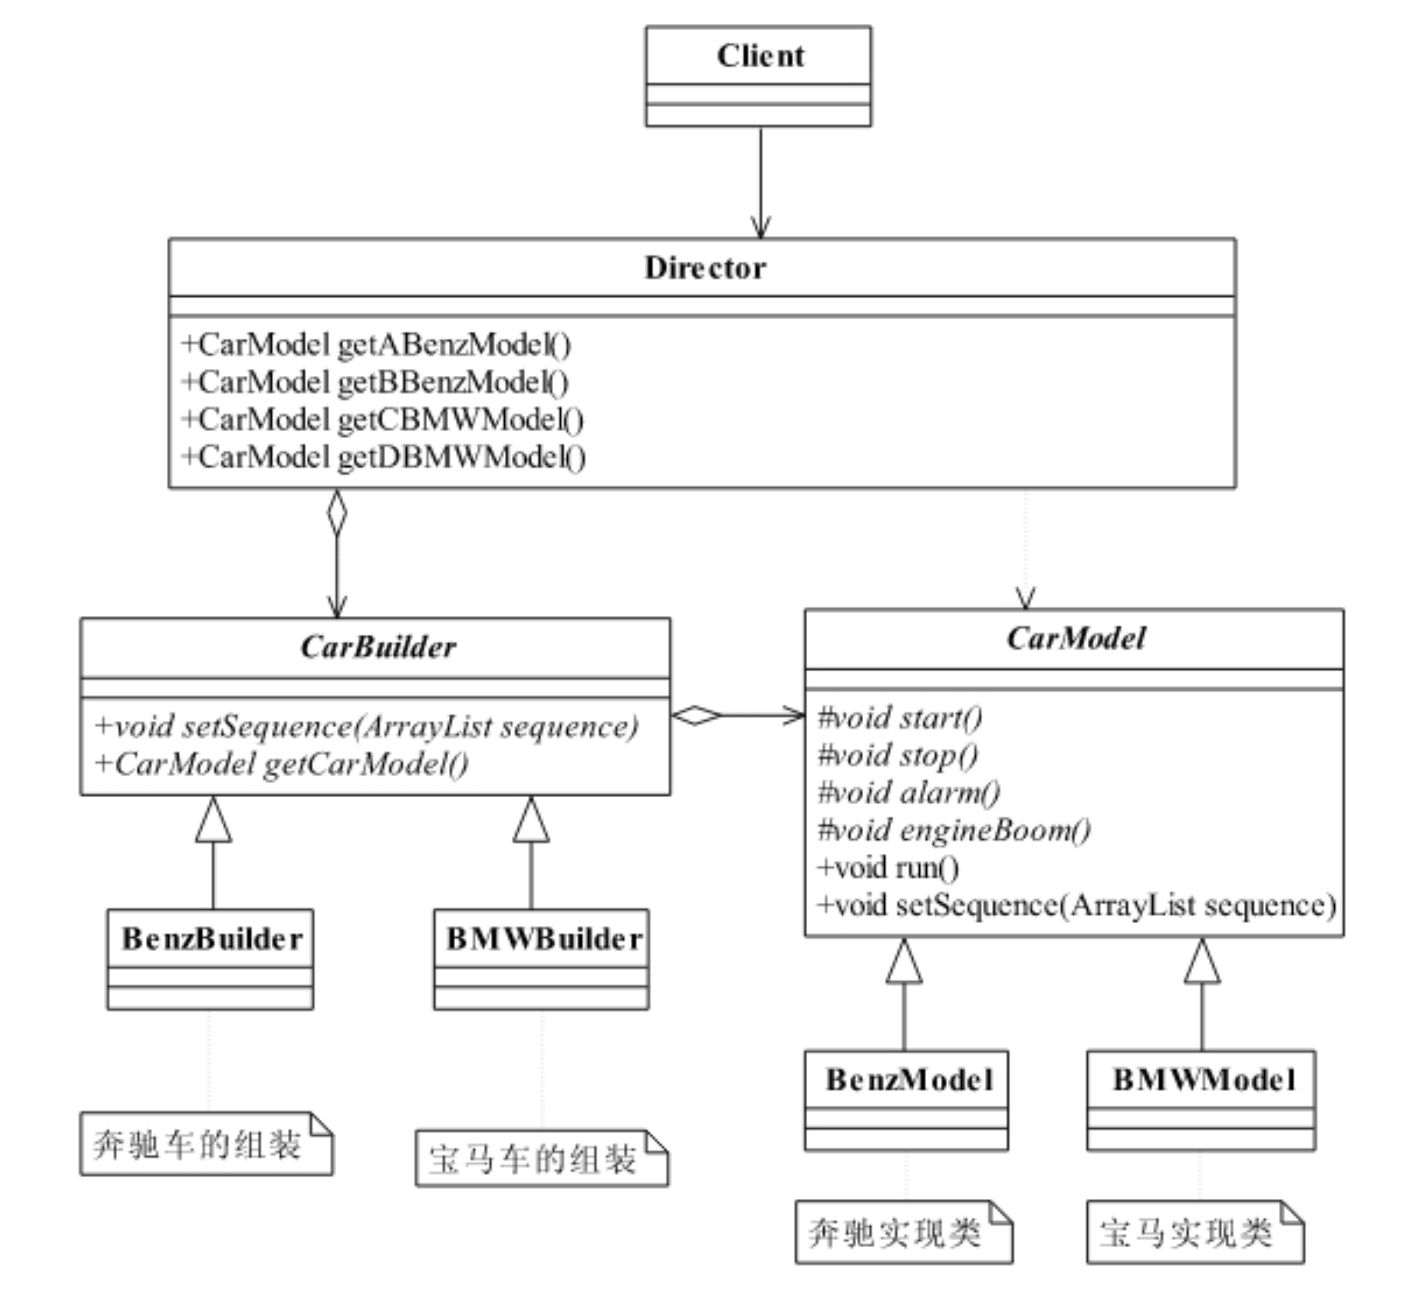 Client
Director
+CarModel getABenzModel()
+CarModel getBBenzModel()
+CarModel getCBMWModel()
+CarModel getDBMWModel()
CarBuilder
+void setSequence(ArrayList sequence)
+CarModel getCarModel()
CarModel
#void start()
#void stop()
#void alarm()
#void engineBoom()
+void run()
+void setSequence(ArrayList sequence)
BenzBuilder
BMWBuilder
BenzModel
BMWModel
奔驰车的组装
宝马车的组装
奔驰实现类
宝马实现类